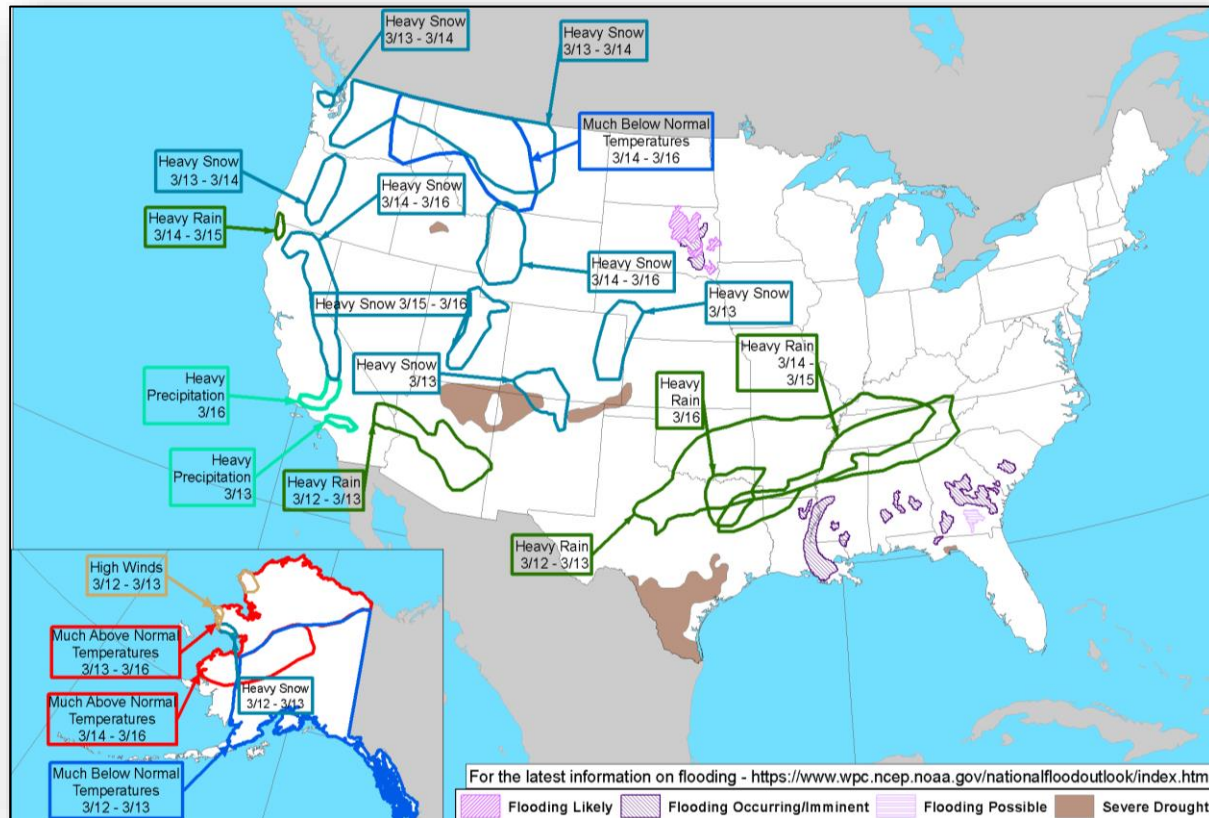 Heavy Snow
3/13 - 3/14
Heavy Snow
3/13 - 3/14
Much Below Normal
Temperatures
3/14 - 3/16
Heavy Snow
3/13 - 3/14
Heavy Snow
3/14 - 3/16
Heavy Rain
3/14 - 3/15
Heavy Snow
3/14 - 3/16
Heavy Snow 3/15 - 3/16
Heavy Snow
3/13
Heavy Rain
3/14 -
3/15
Heavy Snow
3/13
Heavy
Rain
3/16
Heavy
Precipitation
3/16
Heavy
Precipitation
3/13
Heavy Rain
3/12 - 3/13
Heavy Rain
3/12 - 3/13
High Winds
3/12 - 3/13
Much Above Normal
Temperatures
3/13 - 3/16
Much Above Normal
Temperatures
3/14 - 3/16
Heavy Snow
3/12 - 3/13
Much Below Normal
Temperatures
3/12 - 3/13
For the latest information on flooding - https://www.wpc.ncep.noaa.gov/nationalfloodoutlook/index.htm
Flooding Likely Flooding Occurring/Imminent Flooding Possible Severe Drought